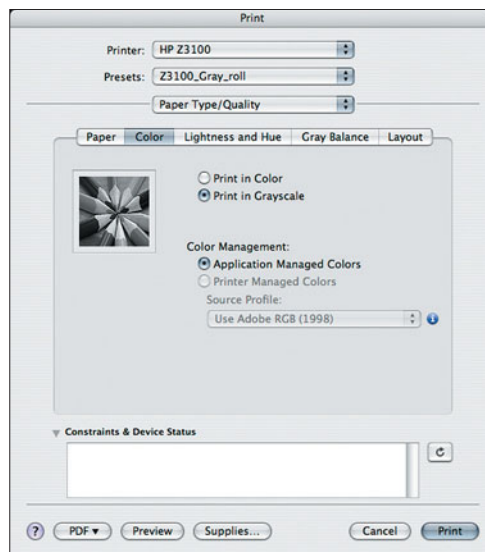 Print
Printer: HP Z3100
Presets: Z3100_Gray_roll
Paper Type/Quality
Paper Color Lightness and Hue Gray Balance Layout
Print in Color
Print in Grayscale
Color Management:
Application Managed Colors
Printer Managed Colors
Source Profile:
Use Adobe RGB (1998)
Constraints & Device Status
? PDF▼ Preview Supplies... Cancel Print